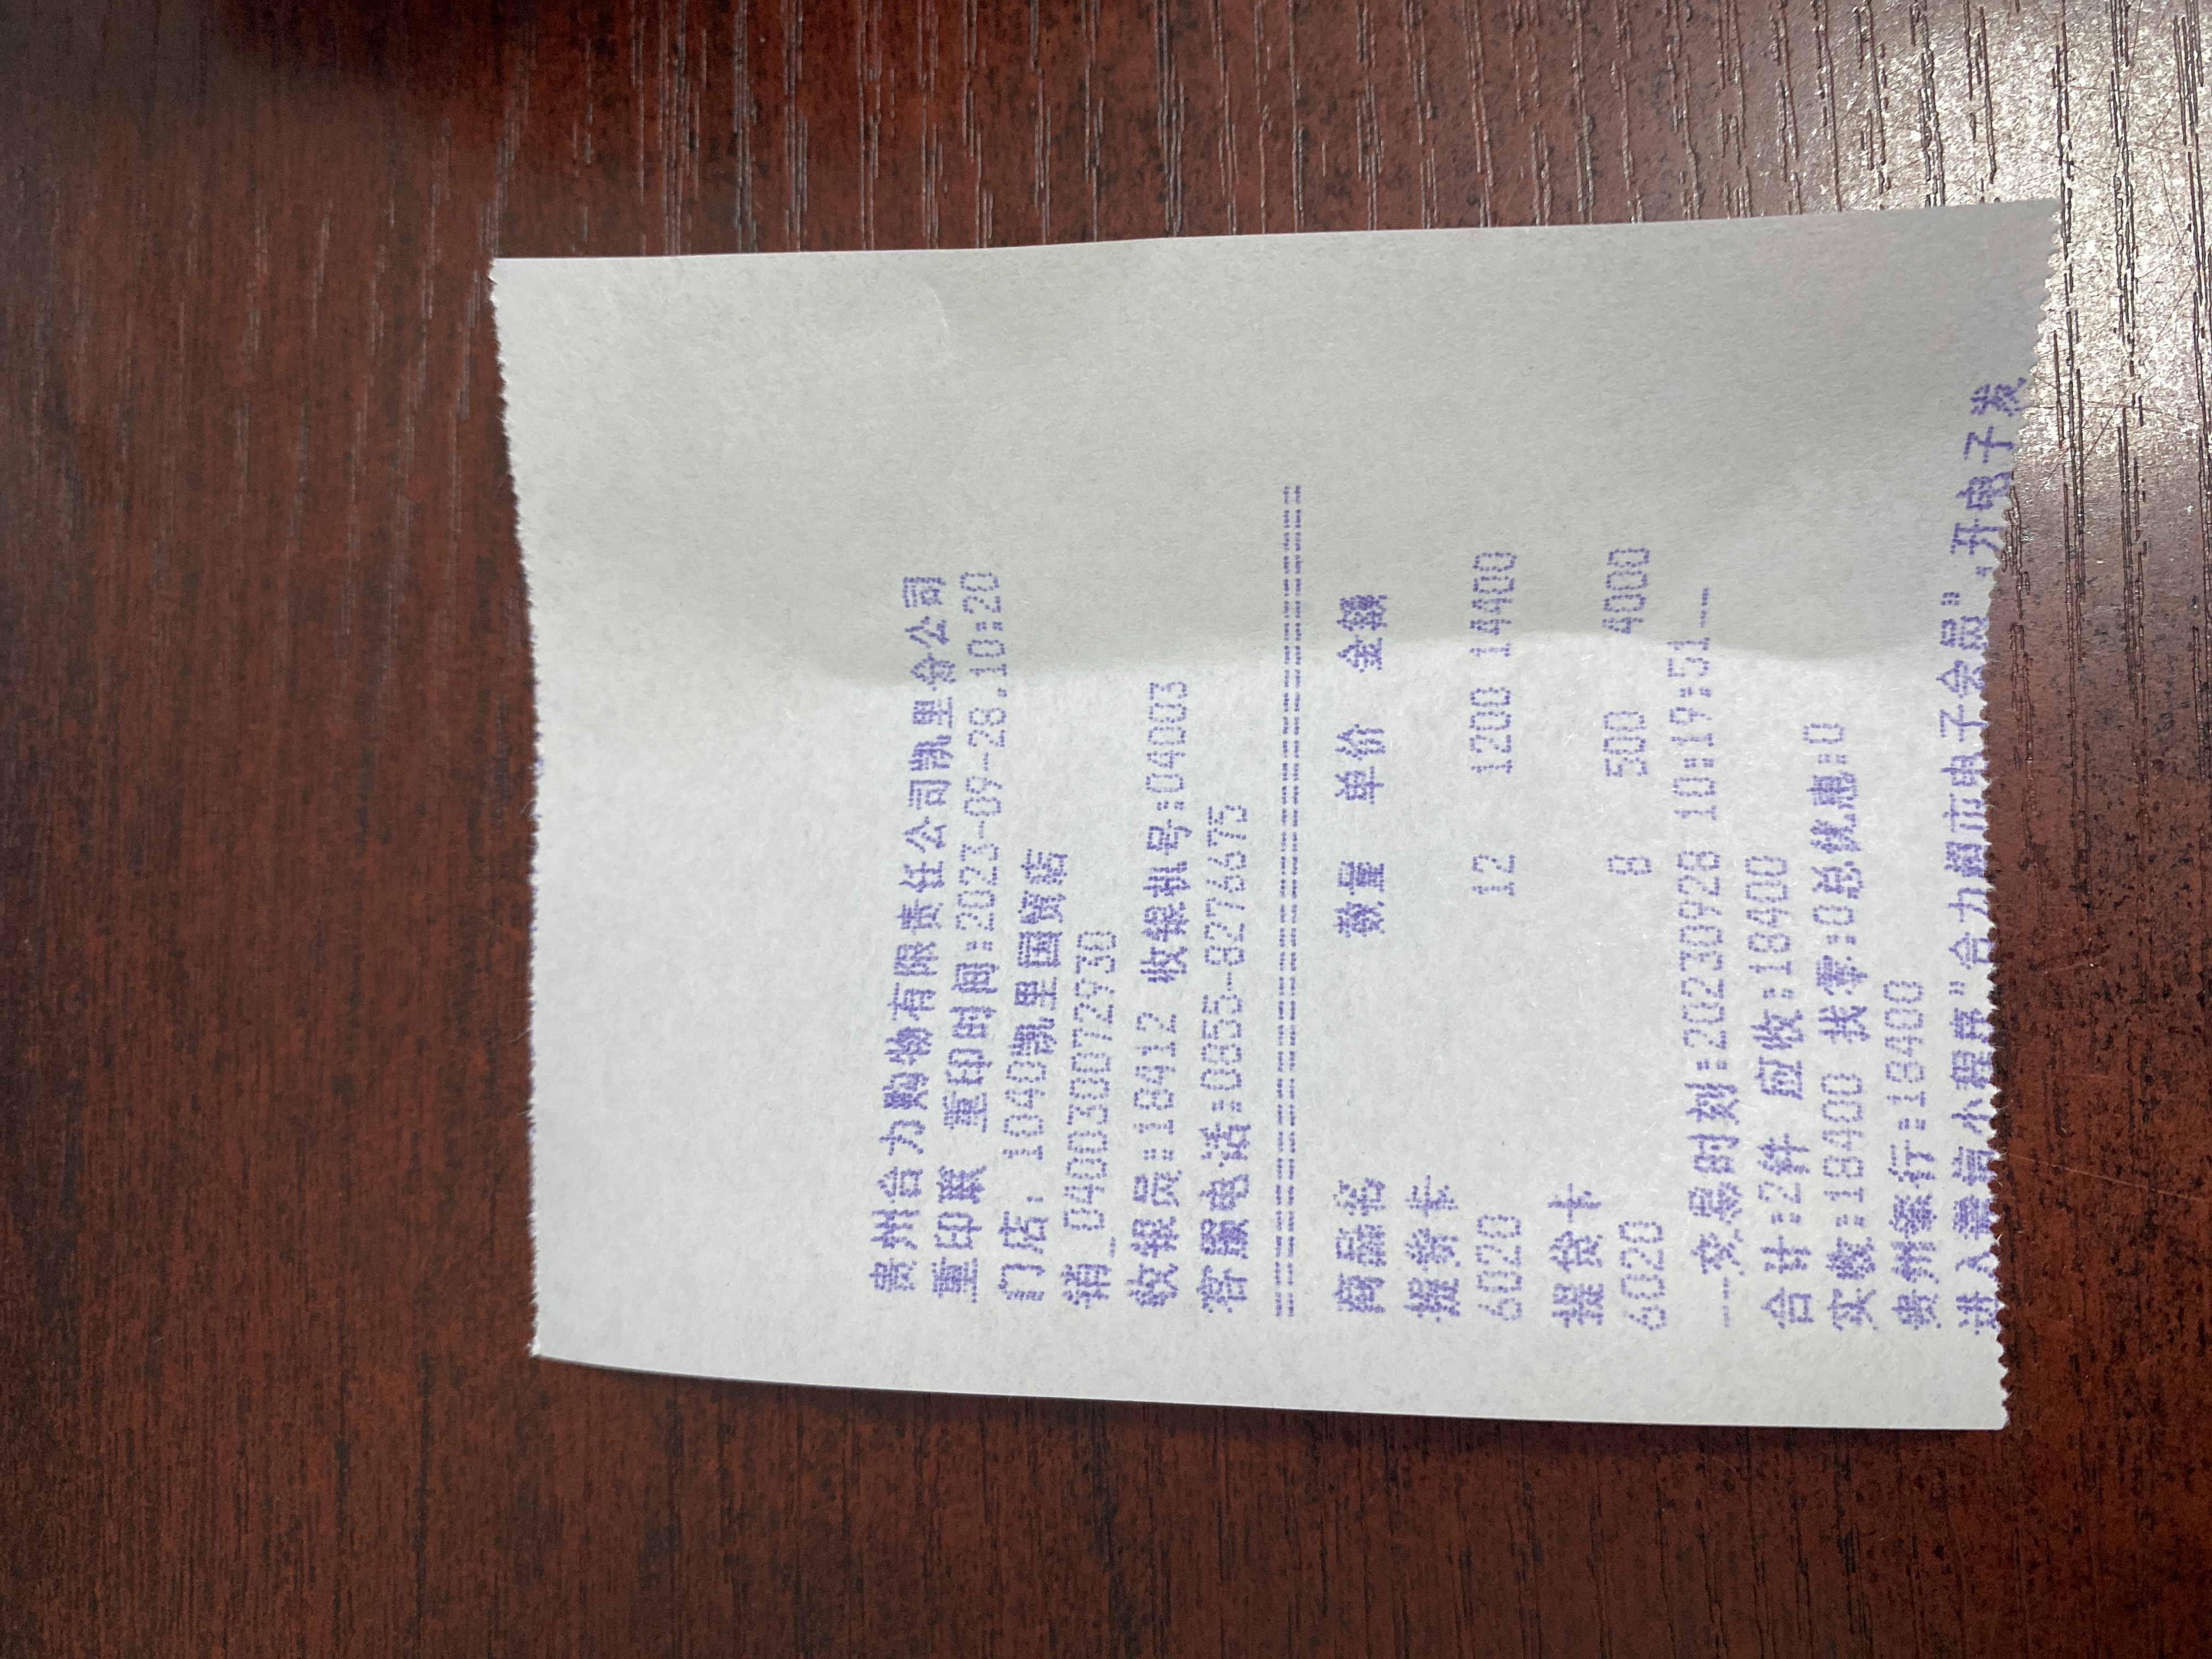 贵州合力购物有限责任公司凯里分公司
重印票 重印时间:2023-09-28.10:20
门店: 1040凯里国贸店
销_040030072930
收银员:18412 收银机号:04003
客服电话:0855-8276675
================================
商品名 数量 单价 金额
提货卡
6020 12 1200 14400
提货卡
6020 8 500 4000
---交易时刻:20230928 10:19:51---
合计:2件 应收:18400
实收:18400 找零:0总优惠:0
贵州银行:18400
进入微信小程序"合力超市电子会员",开电子发